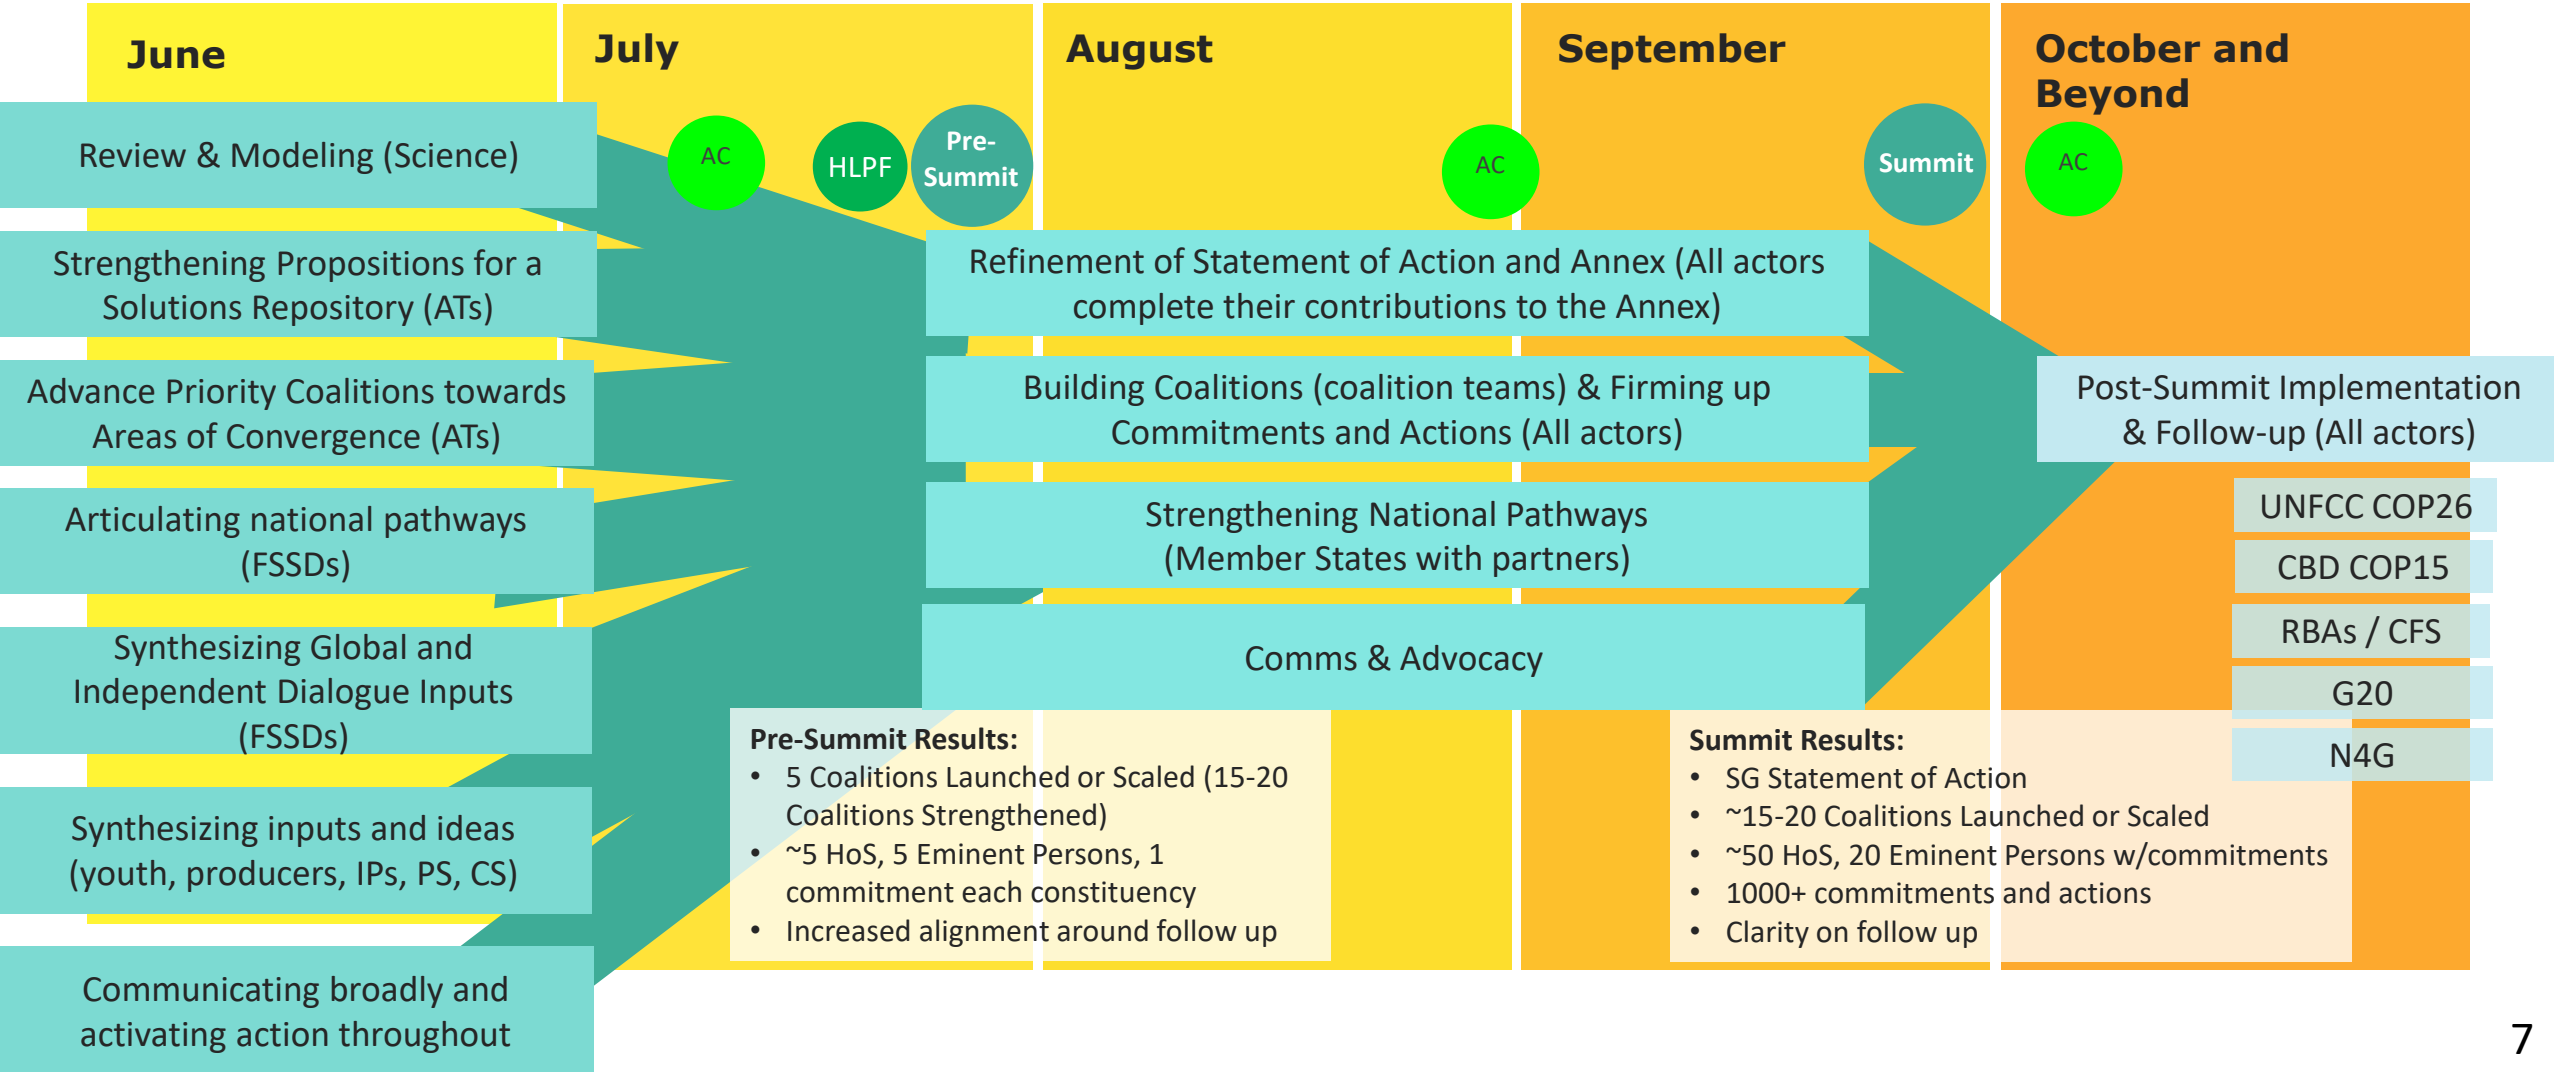 June
July
August
September
October and
Beyond
AC
HLPF
Pre-
Summit
AC
Summit
AC
Review & Modeling (Science)
Strengthening Propositions for a
Solutions Repository (ATs)
Advance Priority Coalitions towards
Areas of Convergence (ATs)
Articulating national pathways
(FSSDs)
Synthesizing Global and
Independent Dialogue Inputs
(FSSDs)
Synthesizing inputs and ideas
(youth, producers, IPs, PS, CS)
Communicating broadly and
activating action throughout
Refinement of Statement of Action and Annex (All actors
complete their contributions to the Annex)
Building Coalitions (coalition teams) & Firming up
Commitments and Actions (All actors)
Strengthening National Pathways
(Member States with partners)
Comms & Advocacy
Pre-Summit Results:
• 5 Coalitions Launched or Scaled (15-20
Coalitions Strengthened)
• ~5 HoS, 5 Eminent Persons, 1
commitment each constituency
• Increased alignment around follow up
Summit Results:
• SG Statement of Action
• ~15-20 Coalitions Launched or Scaled
• ~50 HoS, 20 Eminent Persons w/commitments
• 1000+ commitments and actions
• Clarity on follow up
Post-Summit Implementation
& Follow-up (All actors)
UNFCC COP26
CBD COP15
RBAs / CFS
G20
N4G
7